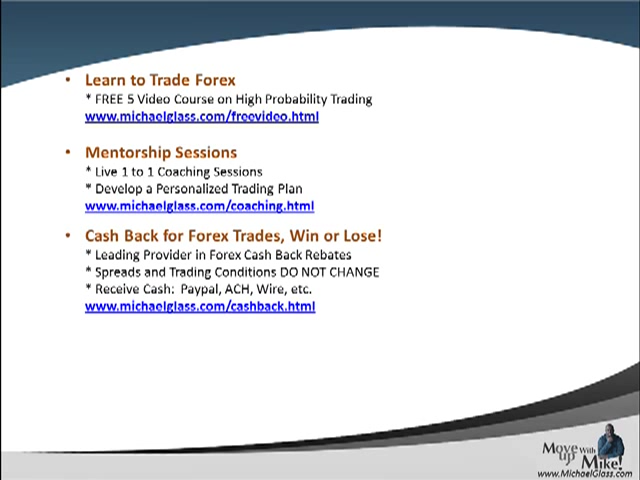 • Learn to Trade Forex
* FREE 5 Video Course on High Probability Trading
www.michaelglass.com/freevideo.html
• Mentorship Sessions
* Live 1 to 1 Coaching Sessions
* Develop a Personalized Trading Plan
www.michaelglass.com/coaching.html
• Cash Back for Forex Trades, Win or Lose!
* Leading Provider in Forex Cash Back Rebates
* Spreads and Trading Conditions DO NOT CHANGE
* Receive Cash: Paypal, ACH, Wire, etc.
www.michaelglass.com/cashback.html
Move up With Mike!
www.MichaelGlass.com